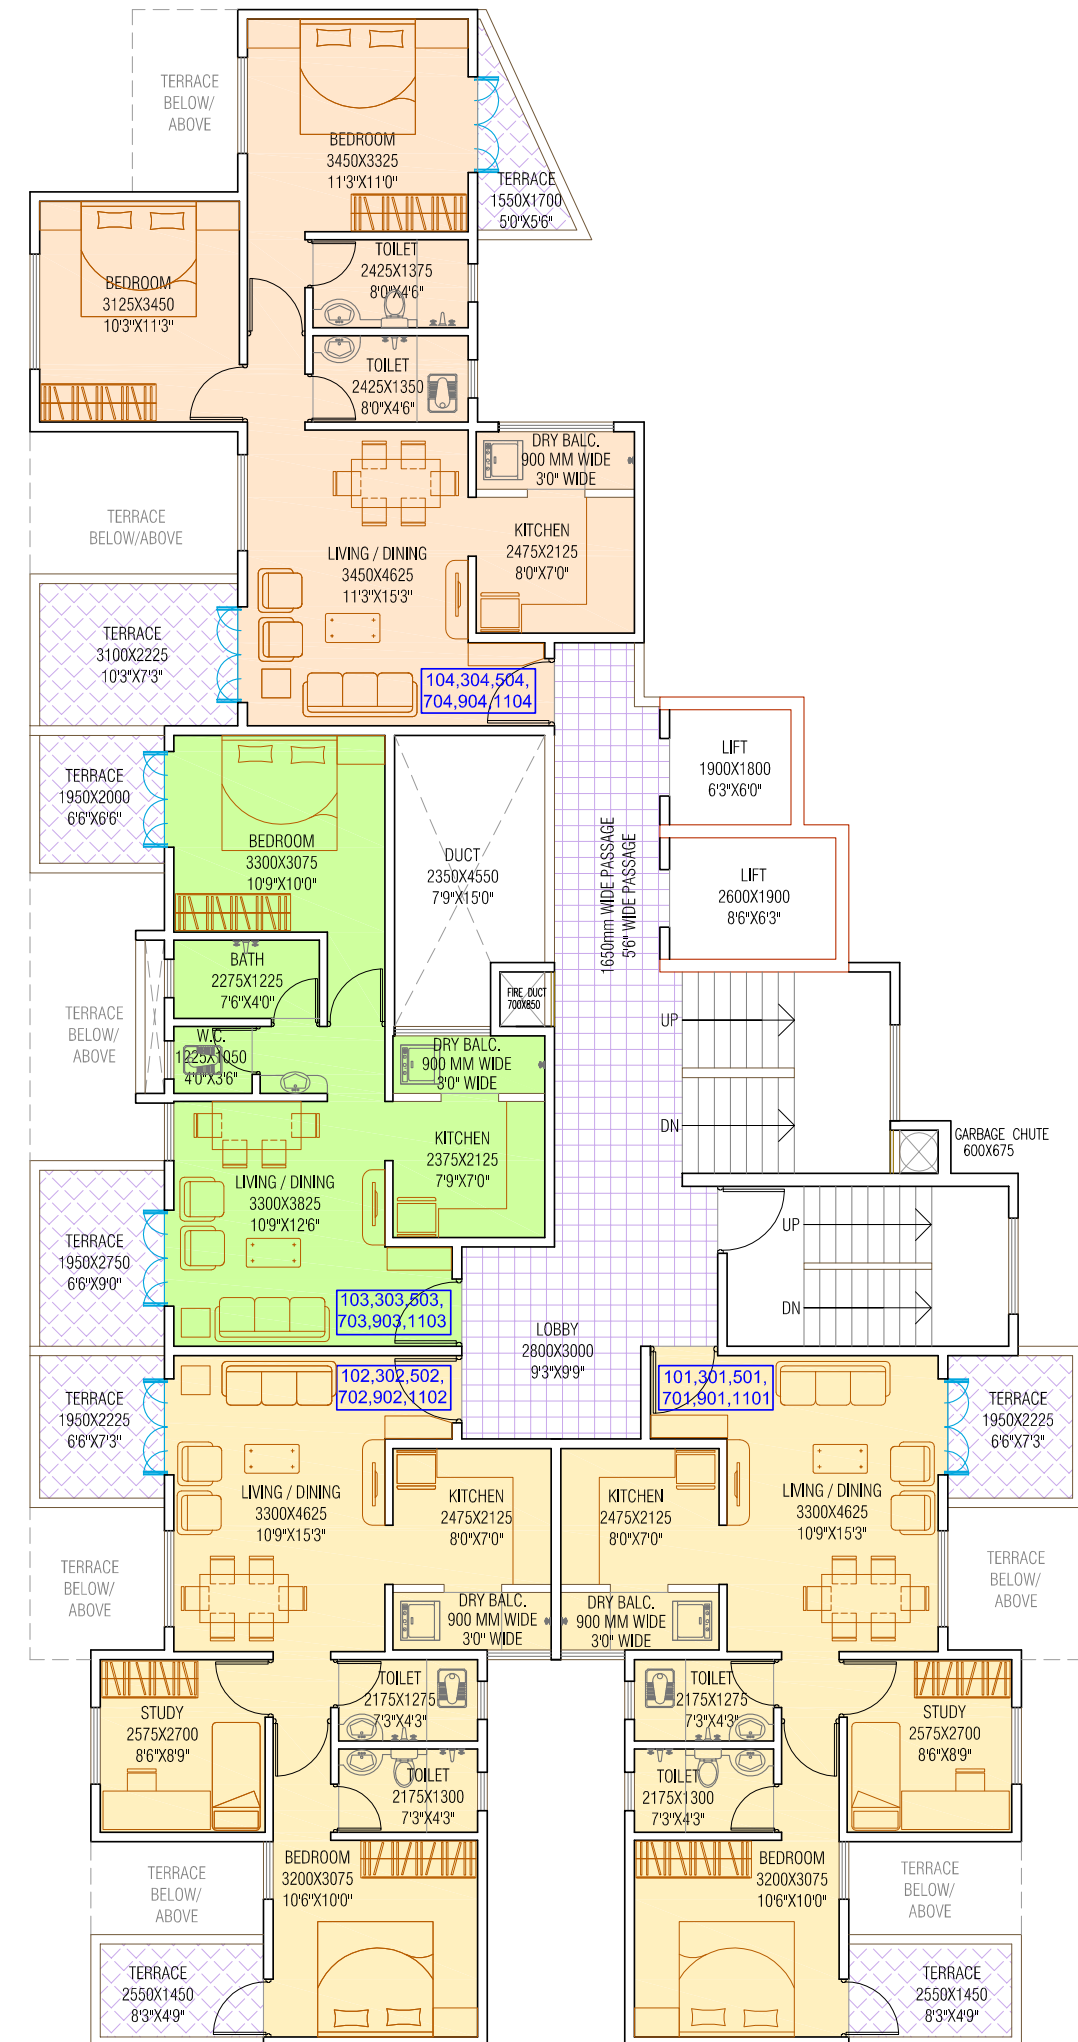 TERRACE
BELOW/
ABOVE
BEDROOM
3450X3325
11'3"X11'0"
TERRACE
1550X1700
5'0"X5'6"
BEDROOM
3125X3450
10'3"X11'3"
TOILET
2425X1375
8'0"X4'6"
TOILET
2425X1350
8'0"X4'6"
DRY BALC.
900 MM WIDE
3'0" WIDE
TERRACE
BELOW/ABOVE
KITCHEN
2475X2125
8'0"X7'0"
LIVING / DINING
3450X4625
11'3"X15'3"
TERRACE
3100X2225
10'3"X7'3"
104,304,504,
704,904,1104
LIFT
1900X1800
6'3"X6'0"
TERRACE
1950X2000
6'6"X6'6"
BEDROOM
3300X3075
10'9"X10'0"
DUCT
2350X4550
7'9"X15'0"
1650mm WIDE PASSAGE
5'6" WIDE PASSAGE
LIFT
2600X1900
8'6"X6'3"
BATH
2275X1225
7'6"X4'0"
FIRE DUCT
700X850
TERRACE
BELOW/
ABOVE
W.C.
1225X1050
4'0"X3'6"
DRY BALC.
900 MM WIDE
3'0" WIDE
UP
DN
GARBAGE CHUTE
600X675
KITCHEN
2375X2125
7'9"X7'0"
LIVING / DINING
3300X3825
10'9"X12'6"
TERRACE
1950X2750
6'6"X9'0"
UP
DN
103,303,503,
703,903,1103
LOBBY
2800X3000
9'3"X9'9"
102,302,502,
702,902,1102
101,301,501,
701,901,1101
TERRACE
1950X2225
6'6"X7'3"
TERRACE
1950X2225
6'6"X7'3"
LIVING / DINING
3300X4625
10'9"X15'3"
KITCHEN
2475X2125
8'0"X7'0"
KITCHEN
2475X2125
8'0"X7'0"
LIVING / DINING
3300X4625
10'9"X15'3"
TERRACE
BELOW/
ABOVE
DRY BALC.
900 MM WIDE
3'0" WIDE
DRY BALC.
900 MM WIDE
3'0" WIDE
TERRACE
BELOW/
ABOVE
STUDY
2575X2700
8'6"X8'9"
TOILET
2175X1275
7'3"X4'3"
TOILET
2175X1275
7'3"X4'3"
STUDY
2575X2700
8'6"X8'9"
TOILET
2175X1300
7'3"X4'3"
TOILET
2175X1300
7'3"X4'3"
TERRACE
BELOW/
ABOVE
BEDROOM
3200X3075
10'6"X10'0"
BEDROOM
3200X3075
10'6"X10'0"
TERRACE
BELOW/
ABOVE
TERRACE
2550X1450
8'3"X4'9"
TERRACE
2550X1450
8'3"X4'9"